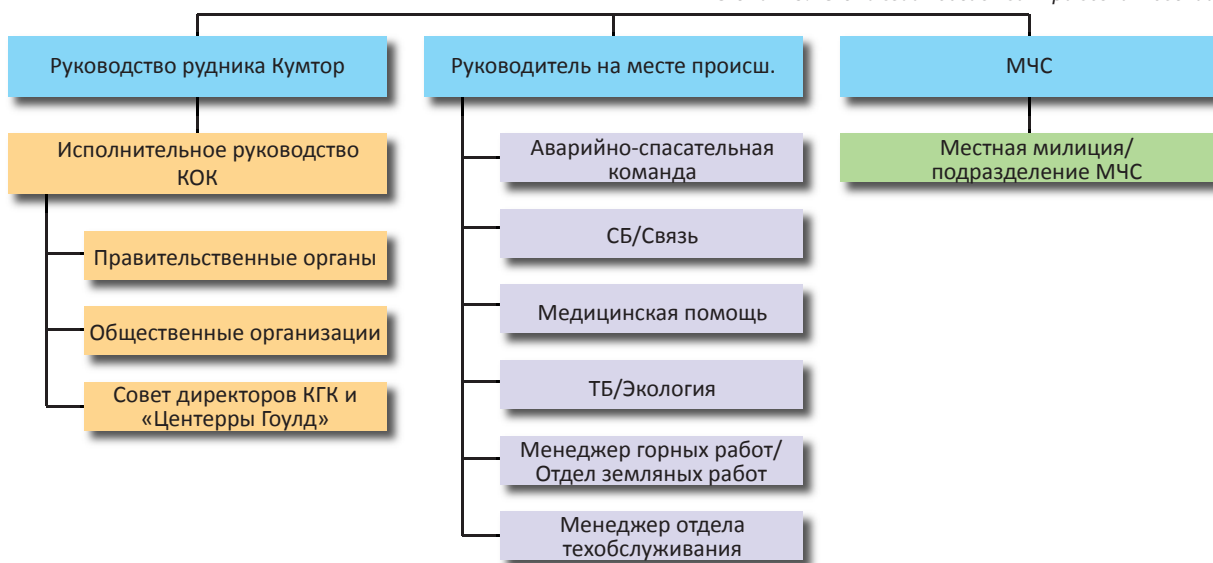 Руководство рудника Кумтор
Руководитель на месте происш.
МЧС
Исполнительное руководство
КОК
Правительственные органы
Общественные организации
Совет директоров КГК и
«Центерры Гоулд»
Аварийно-спасательная
команда
СБ/Связь
Медицинская помощь
ТБ/Экология
Менеджер горных работ/
Отдел земляных работ
Менеджер отдела
техобслуживания
Местная милиция/
подразделение МЧС